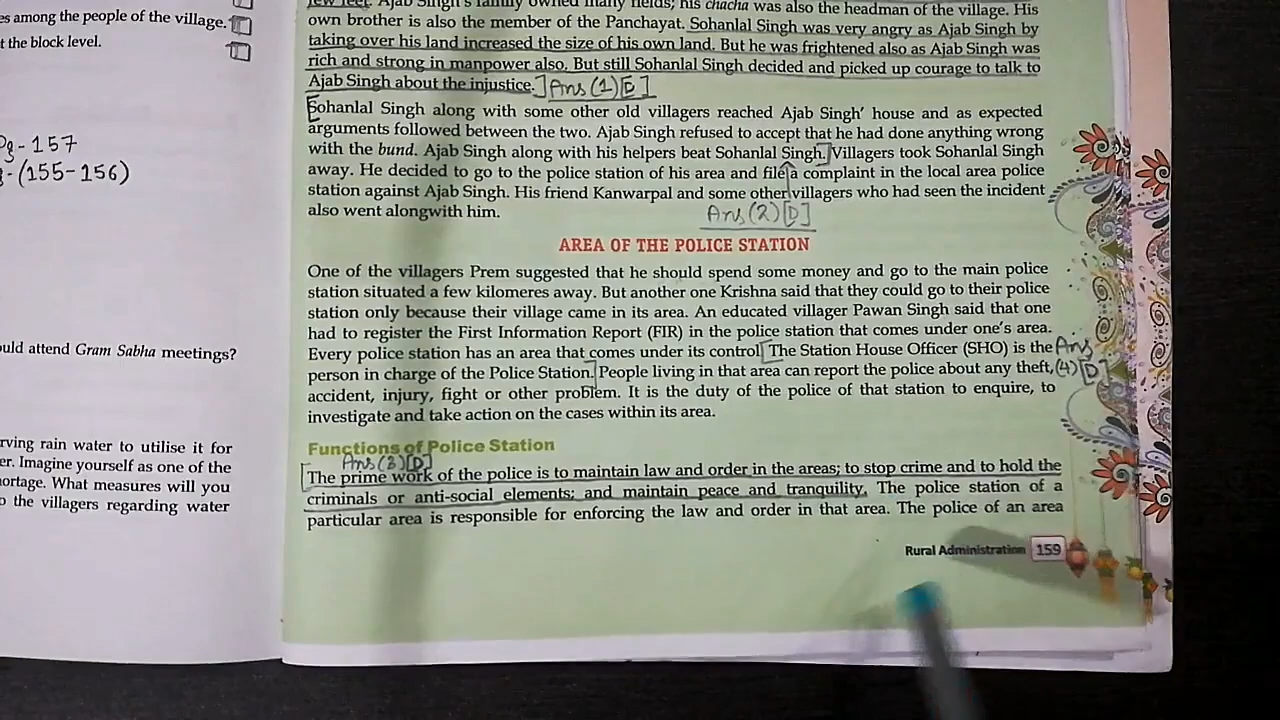 es among the people of the village.
t the block level.
Pg - 157
- (155-156)
ould attend Gram Sabha meetings?
rving rain water to utilise it for
er. Imagine yourself as one of the
ortage. What measures will you
o the villagers regarding water
few feet. Ajab Singh's family owned many fields; his chacha was also the headman of the village. His
own brother is also the member of the Panchayat. Sohanlal Singh was very angry as Ajab Singh by
taking over his land increased the size of his own land. But he was frightened also as Ajab Singh was
rich and strong in manpower also. But still Sohanlal Singh decided and picked up courage to talk to
Ajab Singh about the injustice.] Ans (1) [D]
[Sohanlal Singh along with some other old villagers reached Ajab Singh' house and as expected
arguments followed between the two. Ajab Singh refused to accept that he had done anything wrong
with the bund. Ajab Singh along with his helpers beat Sohanlal Singh.] Villagers took Sohanlal Singh
away. He decided to go to the police station of his area and file a complaint in the local area police
station against Ajab Singh. His friend Kanwarpal and some other villagers who had seen the incident
also went alongwith him.
Ans (2) [D]
AREA OF THE POLICE STATION
One of the villagers Prem suggested that he should spend some money and go to the main police
station situated a few kilomeres away. But another one Krishna said that they could go to their police
station only because their village came in its area. An educated villager Pawan Singh said that one
had to register the First Information Report (FIR) in the police station that comes under one's area.
Every police station has an area that comes under its control. [The Station House Officer (SHO) is the Ans
person in charge of the Police Station.] People living in that area can report the police about any theft, (4) [D]
accident, injury, fight or other problem. It is the duty of the police of that station to enquire, to
investigate and take action on the cases within its area.
Functions of Police Station
Ans (3) [D]
[The prime work of the police is to maintain law and order in the areas; to stop crime and to hold the
criminals or anti-social elements; and maintain peace and tranquility. The police station of a
particular area is responsible for enforcing the law and order in that area. The police of an area
Rural Administration 159